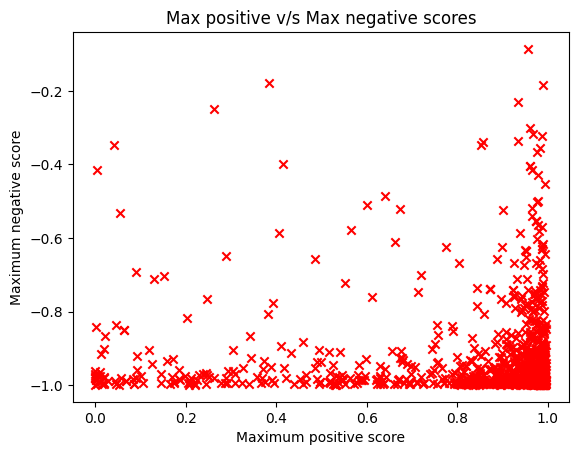 Max positive v/s Max negative scores
Maximum negative score
−0.2
−0.4
−0.6
−0.8
−1.0
0.0 0.2 0.4 0.6 0.8 1.0
Maximum positive score